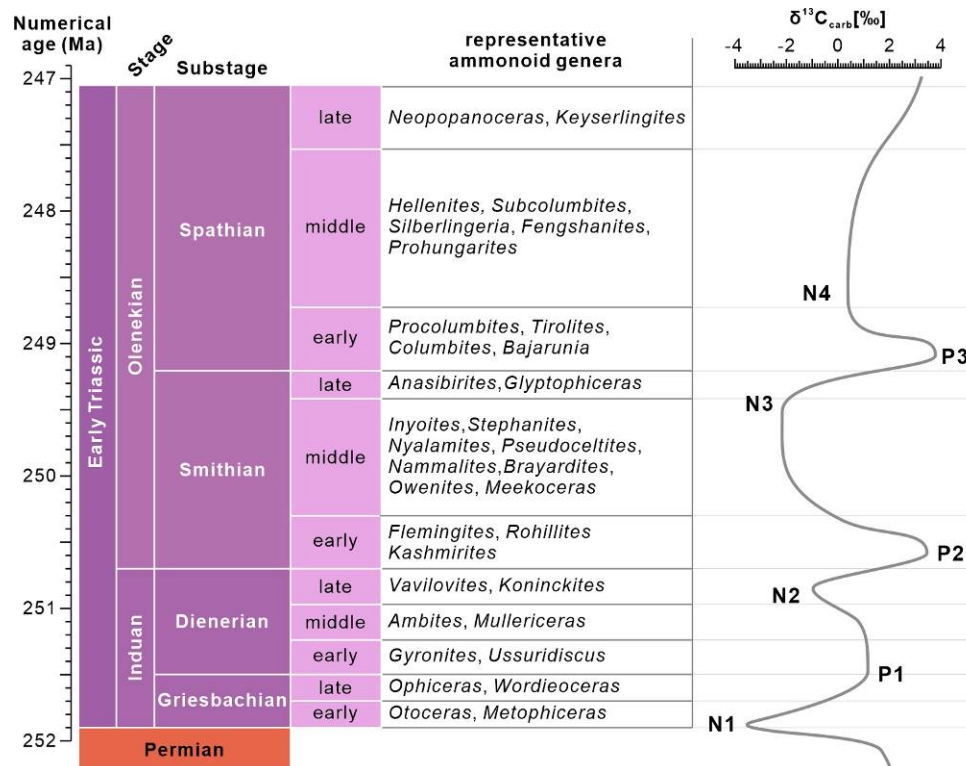 Numerical
age (Ma)
Stage
Substage
representative
ammonoid genera
δ¹³C carb [‰]
-4 -2 0 2 4
247
248
249
250
251
252
Early Triassic
Olenekian
Induan
Spathian
Smithian
Dienerian
Griesbachian
Permian
late
Neopopanoceras, Keyserlingites
middle
Hellenites, Subcolumbites,
Silberlingeria, Fengshanites,
Prohungarites
early
Procolumbites, Tirolites,
Columbites, Bajarunia
late
Anasibirites,Glyptophiceras
middle
Inyoites,Stephanites,
Nyalamites, Pseudoceltites,
Nammalites,Brayardites,
Owenites, Meekoceras
early
Flemingites, Rohillites
Kashmirites
late
Vavilovites, Koninckites
middle
Ambites, Mullericeras
early
Gyronites, Ussuridiscus
late
Ophiceras, Wordieoceras
early
Otoceras, Metophiceras
N4
P3
N3
P2
N2
P1
N1